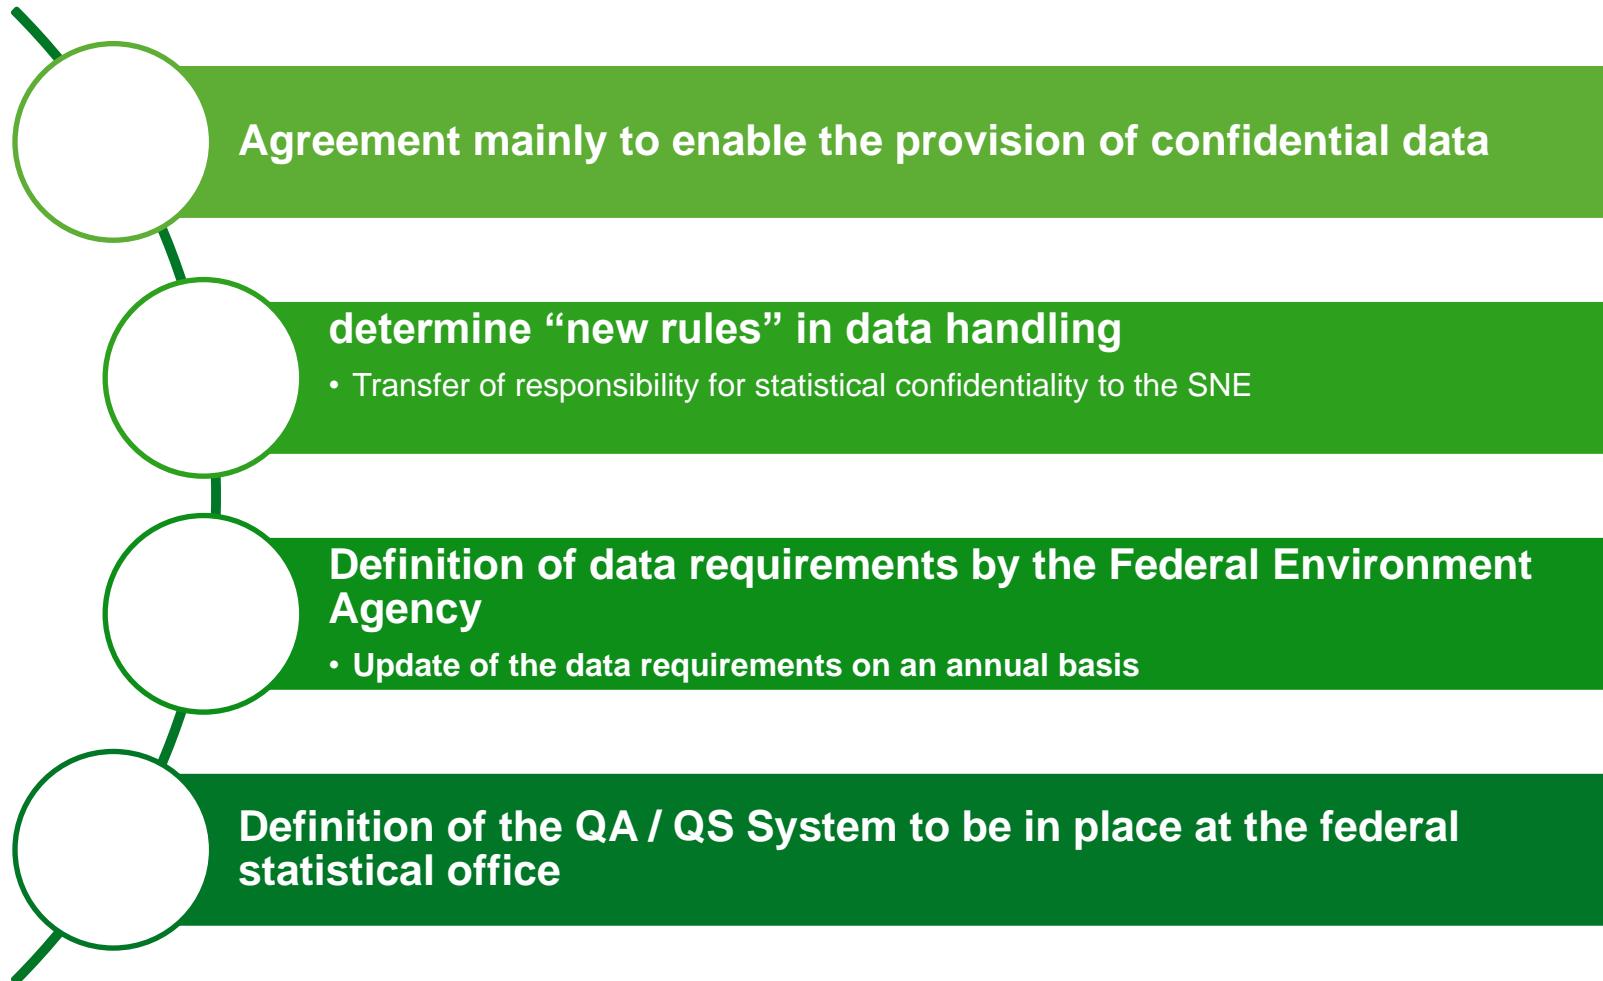 Agreement mainly to enable the provision of confidential data
determine “new rules” in data handling
• Transfer of responsibility for statistical confidentiality to the SNE
Definition of data requirements by the Federal Environment
Agency
• Update of the data requirements on an annual basis
Definition of the QA / QS System to be in place at the federal
statistical office